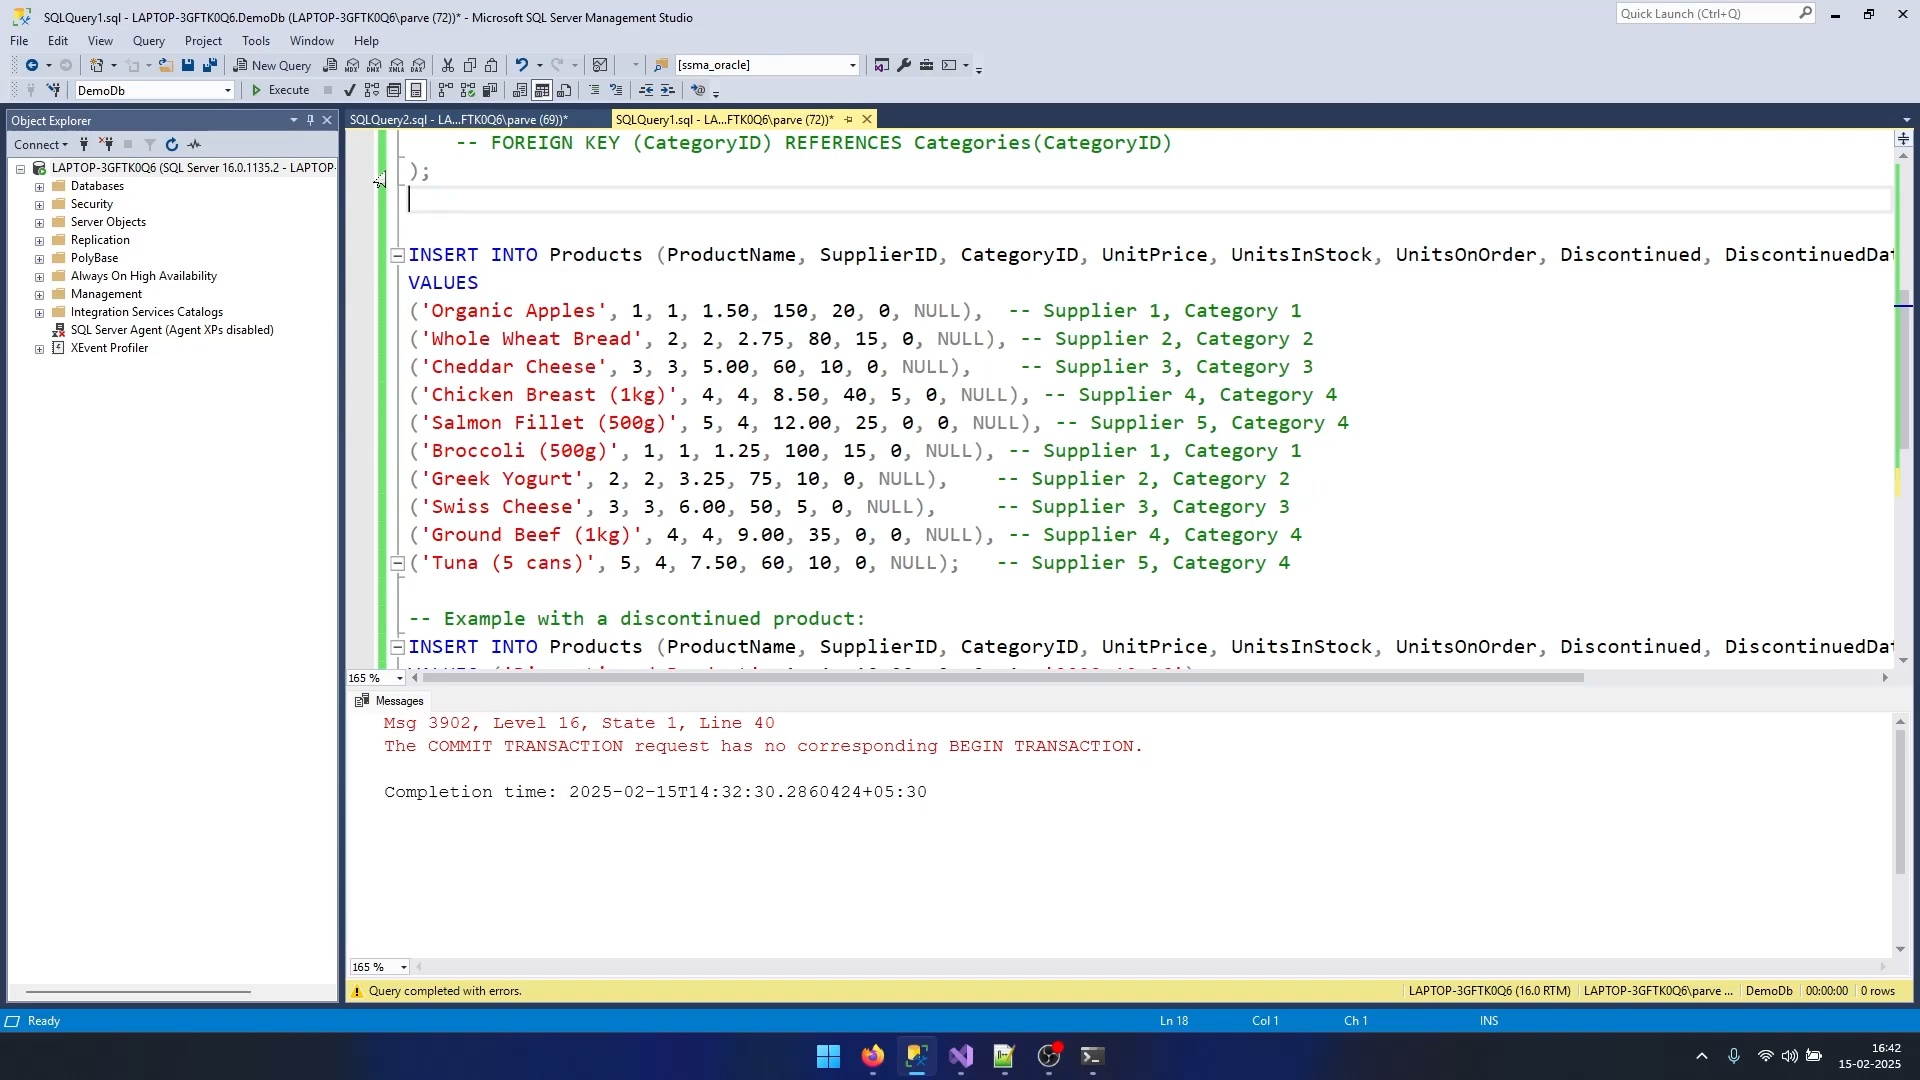 SQLQuery1.sql - LAPTOP-3GFTK0Q6.DemoDb (LAPTOP-3GFTK0Q6\parve (72))* - Microsoft SQL Server Management Studio
Quick Launch (Ctrl+Q)
File Edit View Query Project Tools Window Help
New Query
[ssma_oracle]
DemoDb
Execute
Object Explorer
SQLQuery2.sql - LA...FTK0Q6\parve (69))*
SQLQuery1.sql - LA...FTK0Q6\parve (72))*
Connect
LAPTOP-3GFTK0Q6 (SQL Server 16.0.1135.2 - LAPTOP-
Databases
Security
Server Objects
Replication
PolyBase
Always On High Availability
Management
Integration Services Catalogs
SQL Server Agent (Agent XPs disabled)
XEvent Profiler
-- FOREIGN KEY (CategoryID) REFERENCES Categories(CategoryID)
);
INSERT INTO Products (ProductName, SupplierID, CategoryID, UnitPrice, UnitsInStock, UnitsOnOrder, Discontinued, DiscontinuedDat
VALUES
('Organic Apples', 1, 1, 1.50, 150, 20, 0, NULL), -- Supplier 1, Category 1
('Whole Wheat Bread', 2, 2, 2.75, 80, 15, 0, NULL), -- Supplier 2, Category 2
('Cheddar Cheese', 3, 3, 5.00, 60, 10, 0, NULL), -- Supplier 3, Category 3
('Chicken Breast (1kg)', 4, 4, 8.50, 40, 5, 0, NULL), -- Supplier 4, Category 4
('Salmon Fillet (500g)', 5, 4, 12.00, 25, 0, 0, NULL), -- Supplier 5, Category 4
('Broccoli (500g)', 1, 1, 1.25, 100, 15, 0, NULL), -- Supplier 1, Category 1
('Greek Yogurt', 2, 2, 3.25, 75, 10, 0, NULL), -- Supplier 2, Category 2
('Swiss Cheese', 3, 3, 6.00, 50, 5, 0, NULL), -- Supplier 3, Category 3
('Ground Beef (1kg)', 4, 4, 9.00, 35, 0, 0, NULL), -- Supplier 4, Category 4
('Tuna (5 cans)', 5, 4, 7.50, 60, 10, 0, NULL); -- Supplier 5, Category 4
-- Example with a discontinued product:
INSERT INTO Products (ProductName, SupplierID, CategoryID, UnitPrice, UnitsInStock, UnitsOnOrder, Discontinued, DiscontinuedDat
165 %
Messages
Msg 3902, Level 16, State 1, Line 40
The COMMIT TRANSACTION request has no corresponding BEGIN TRANSACTION.
Completion time: 2025-02-15T14:32:30.2860424+05:30
165 %
Query completed with errors.
LAPTOP-3GFTK0Q6 (16.0 RTM) LAPTOP-3GFTK0Q6\parve ... DemoDb 00:00:00 0 rows
Ready
Ln 18 Col 1 Ch 1 INS
16:42
15-02-2025